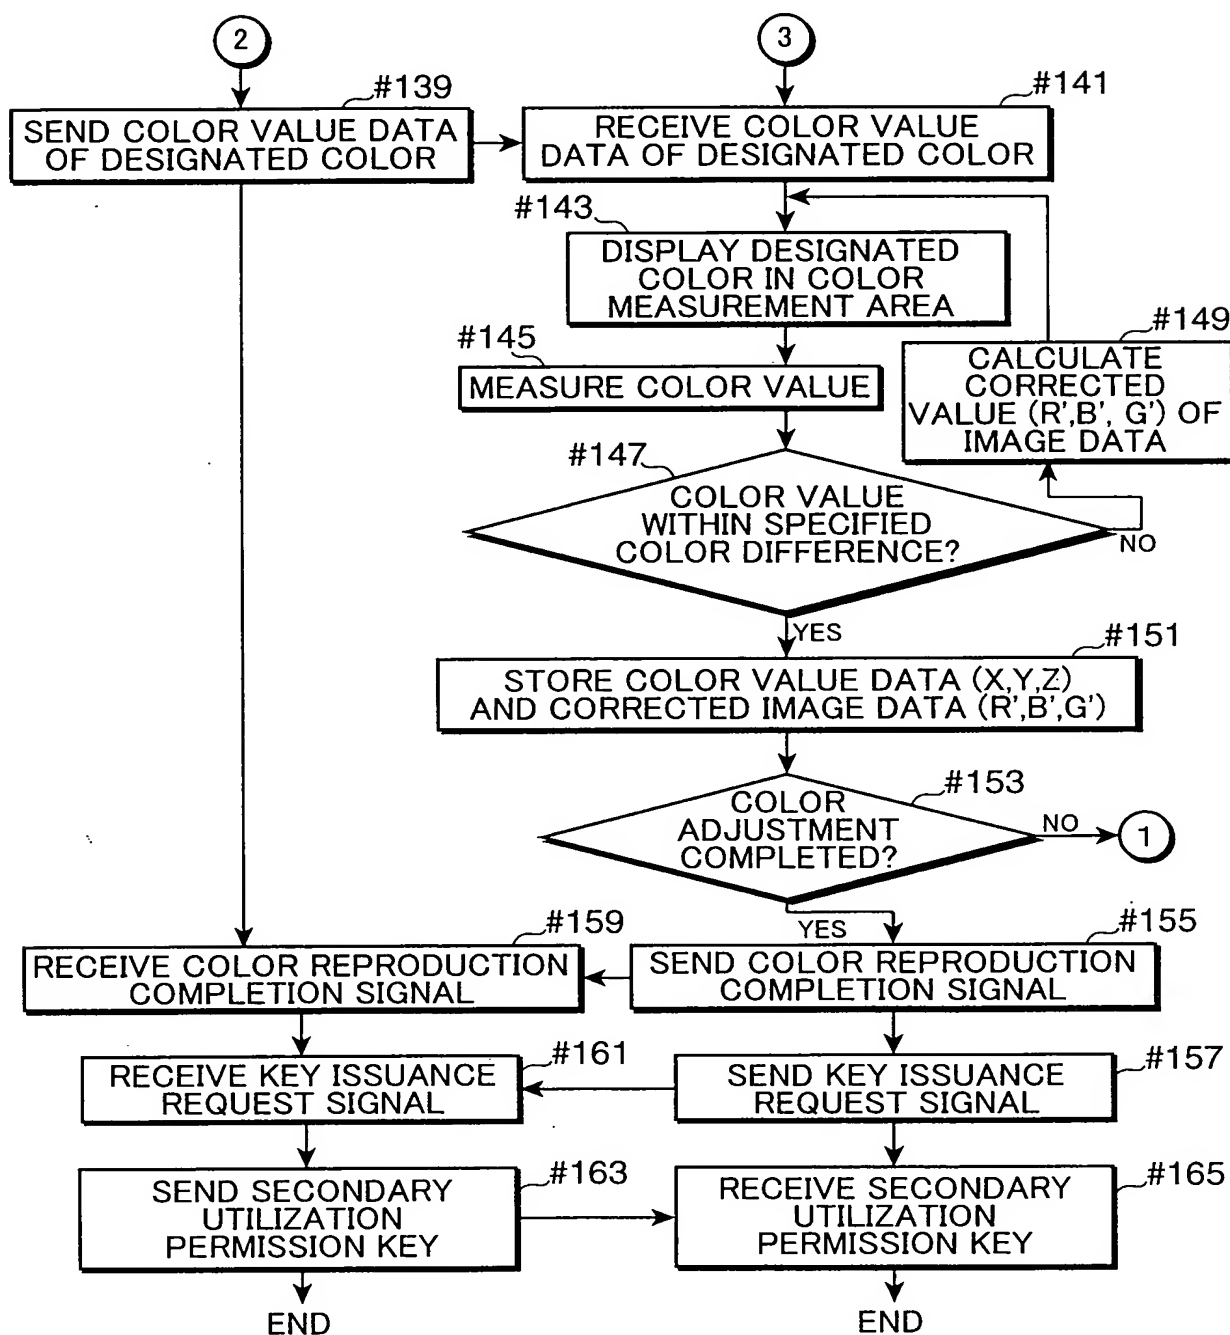 2
3
#139
#141
SEND COLOR VALUE DATA
OF DESIGNATED COLOR
RECEIVE COLOR VALUE
DATA OF DESIGNATED COLOR
#143
DISPLAY DESIGNATED
COLOR IN COLOR
MEASUREMENT AREA
#149
CALCULATE
CORRECTED
VALUE (R',B', G') OF
IMAGE DATA
#145
MEASURE COLOR VALUE
#147
COLOR VALUE
WITHIN SPECIFIED
COLOR DIFFERENCE?
NO
YES
#151
STORE COLOR VALUE DATA (X,Y,Z)
AND CORRECTED IMAGE DATA (R',B',G')
#153
COLOR
ADJUSTMENT
COMPLETED?
NO
1
YES
#159
#155
RECEIVE COLOR REPRODUCTION
COMPLETION SIGNAL
SEND COLOR REPRODUCTION
COMPLETION SIGNAL
#161
#157
RECEIVE KEY ISSUANCE
REQUEST SIGNAL
SEND KEY ISSUANCE
REQUEST SIGNAL
#163
#165
SEND SECONDARY
UTILIZATION
PERMISSION KEY
RECEIVE SECONDARY
UTILIZATION
PERMISSION KEY
END
END